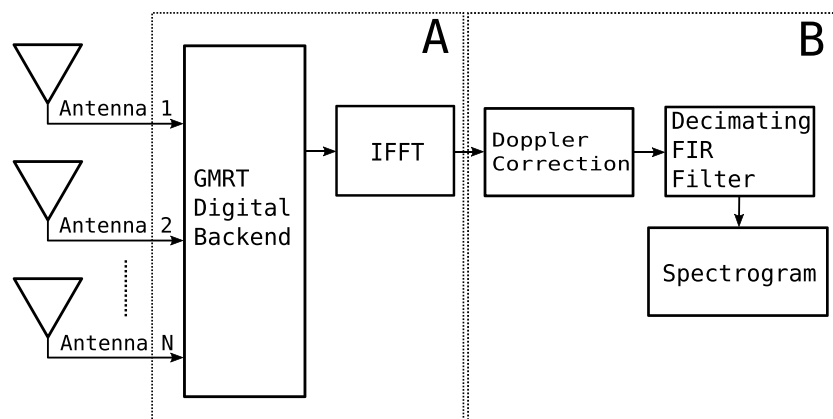 A
B
Antenna 1
Antenna 2
Antenna N
GMRT
Digital
Backend
IFFT
Doppler
Correction
Decimating
FIR
Filter
Spectrogram